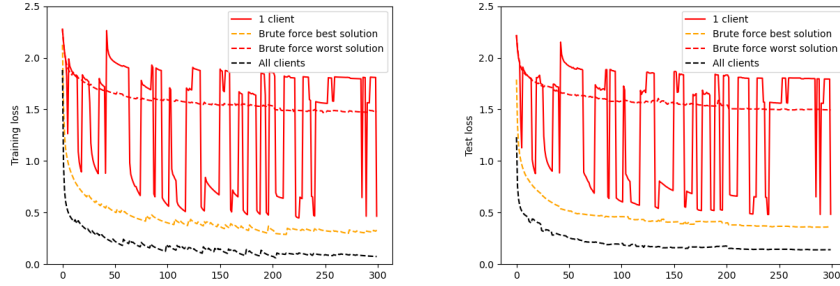 2.5
2.0
1.5
1.0
0.5
0.0
Training loss
0 50 100 150 200 250 300
1 client
Brute force best solution
Brute force worst solution
All clients
2.5
2.0
1.5
1.0
0.5
0.0
Test loss
0 50 100 150 200 250 300
1 client
Brute force best solution
Brute force worst solution
All clients